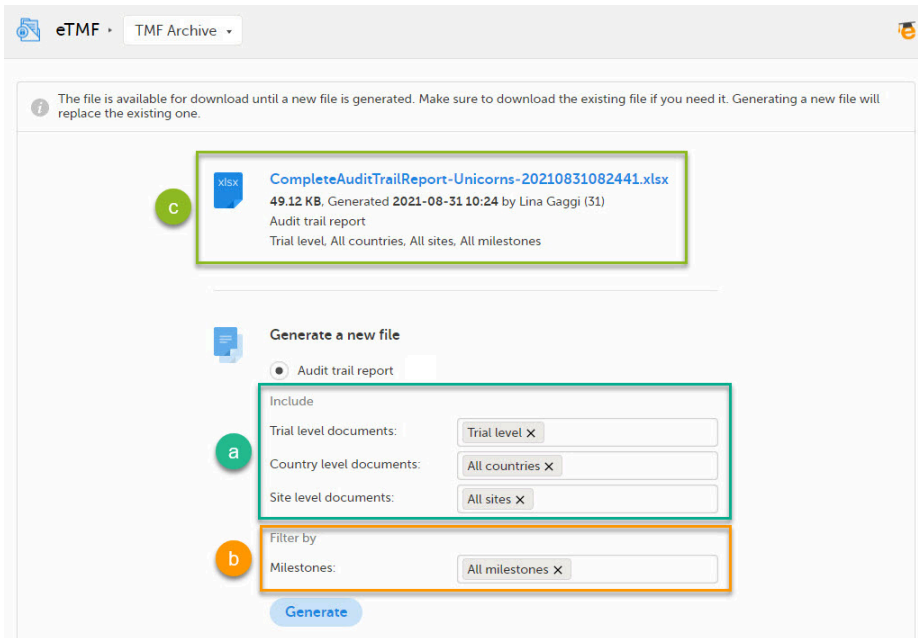 eTMF
TMF Archive
The file is available for download until a new file is generated. Make sure to download the existing file if you need it. Generating a new file will
replace the existing one.
xlsx
CompleteAuditTrailReport-Unicorns-20210831082441.xlsx
49.12 KB, Generated 2021-08-31 10:24 by Lina Gaggi (31)
c
Audit trail report
Trial level, All countries, All sites, All milestones
Generate a new file
Audit trail report
Include
Trial level documents: Trial level ×
a
Country level documents: All countries ×
Site level documents: All sites ×
Filter by
b
Milestones: All milestones ×
Generate